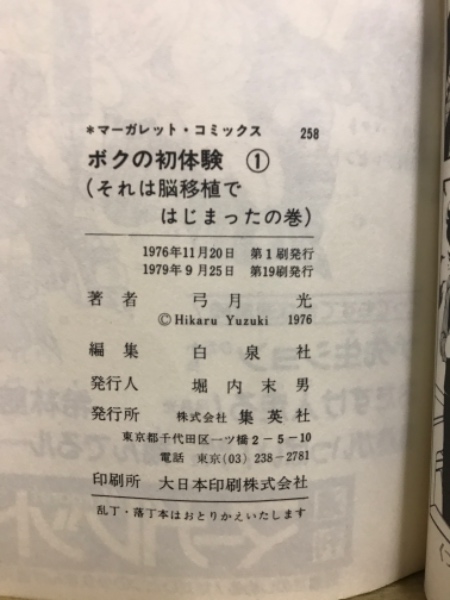 *マーガレット・コミックス 258
ボクの初体験 ①
(それは脳移植で
はじまったの巻)
1976年11月20日 第1刷発行
1979年9月25日 第19刷発行
著者 弓月光
©Hikaru Yuzuki 1976
編集 白泉社
発行人 堀内末男
発行所 株式会社 集英社
東京都千代田区一ツ橋2-5-10
電話 東京(03)238-2781
印刷所 大日本印刷株式会社
乱丁・落丁本はおとりかえいたします